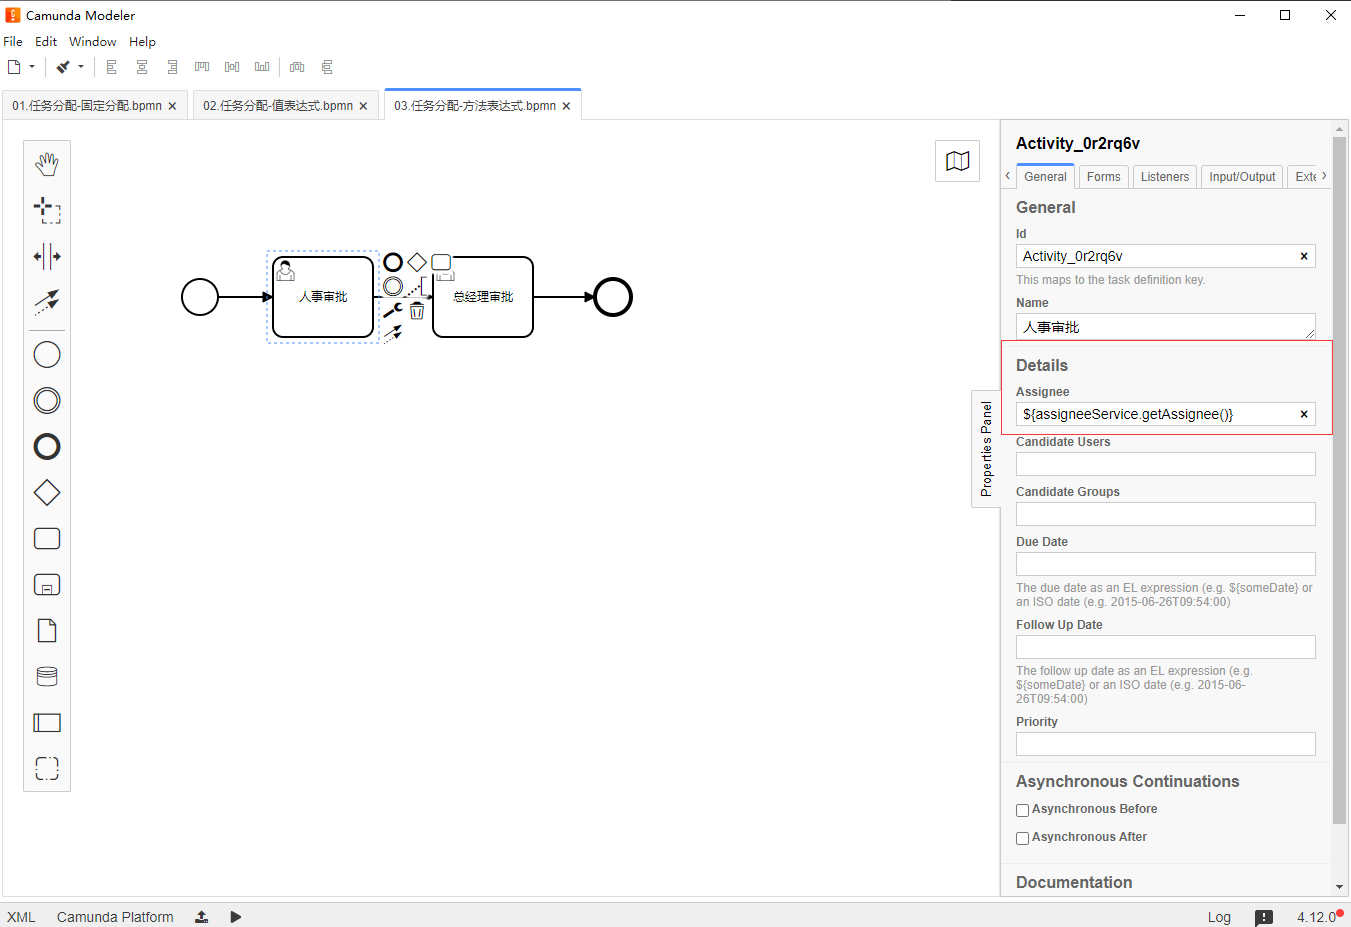 Camunda Modeler
File Edit Window Help
01.任务分配-固定分配.bpmn 02.任务分配-值表达式.bpmn 03.任务分配-方法表达式.bpmn
人事审批
总经理审批
Properties Panel
Activity_0r2rq6v
General Forms Listeners Input/Output Exte
General
Id
Activity_0r2rq6v
This maps to the task definition key.
Name
人事审批
Details
Assignee
${assigneeService.getAssignee()}
Candidate Users
Candidate Groups
Due Date
The due date as an EL expression (e.g. ${someDate} or
an ISO date (e.g. 2015-06-26T09:54:00)
Follow Up Date
The follow up date as an EL expression (e.g.
${someDate} or an ISO date (e.g. 2015-06-
26T09:54:00)
Priority
Asynchronous Continuations
Asynchronous Before
Asynchronous After
Documentation
XML Camunda Platform Log 4.12.0